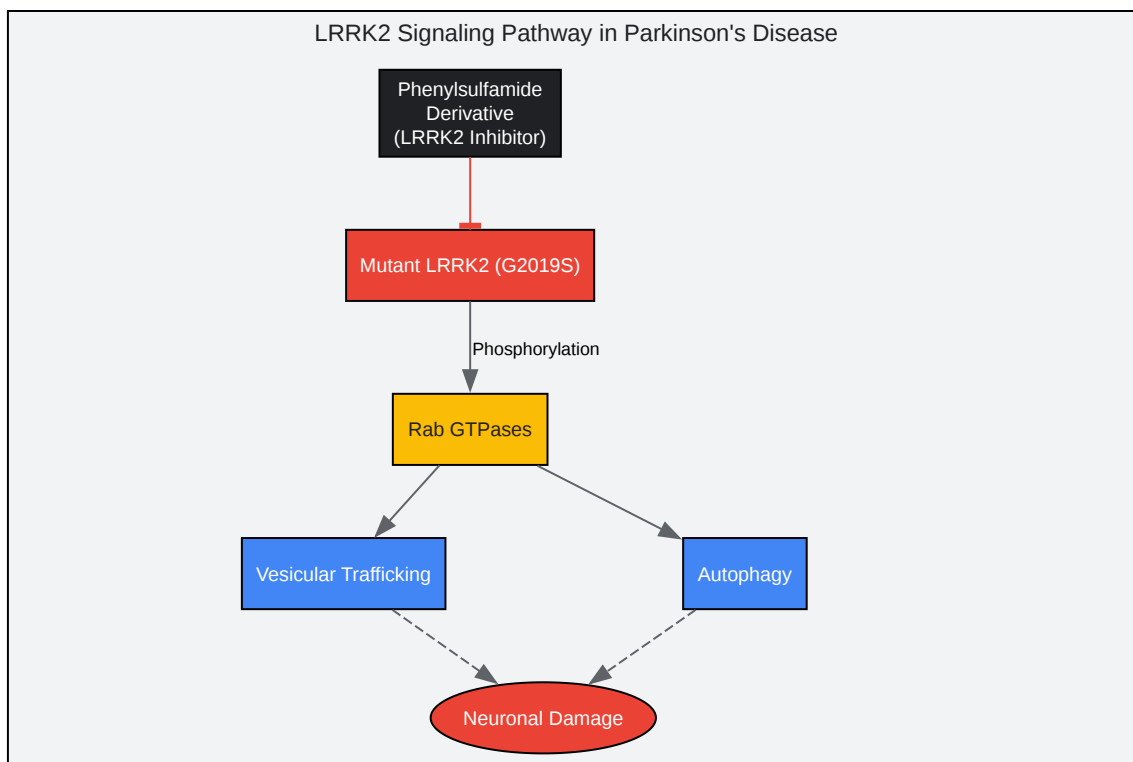 LRRK2 Signaling Pathway in Parkinson's Disease
Phenylsulfamide
Derivative
(LRRK2 Inhibitor)
Mutant LRRK2 (G2019S)
Phosphorylation
Rab GTPases
Vesicular Trafficking
Autophagy
Neuronal Damage